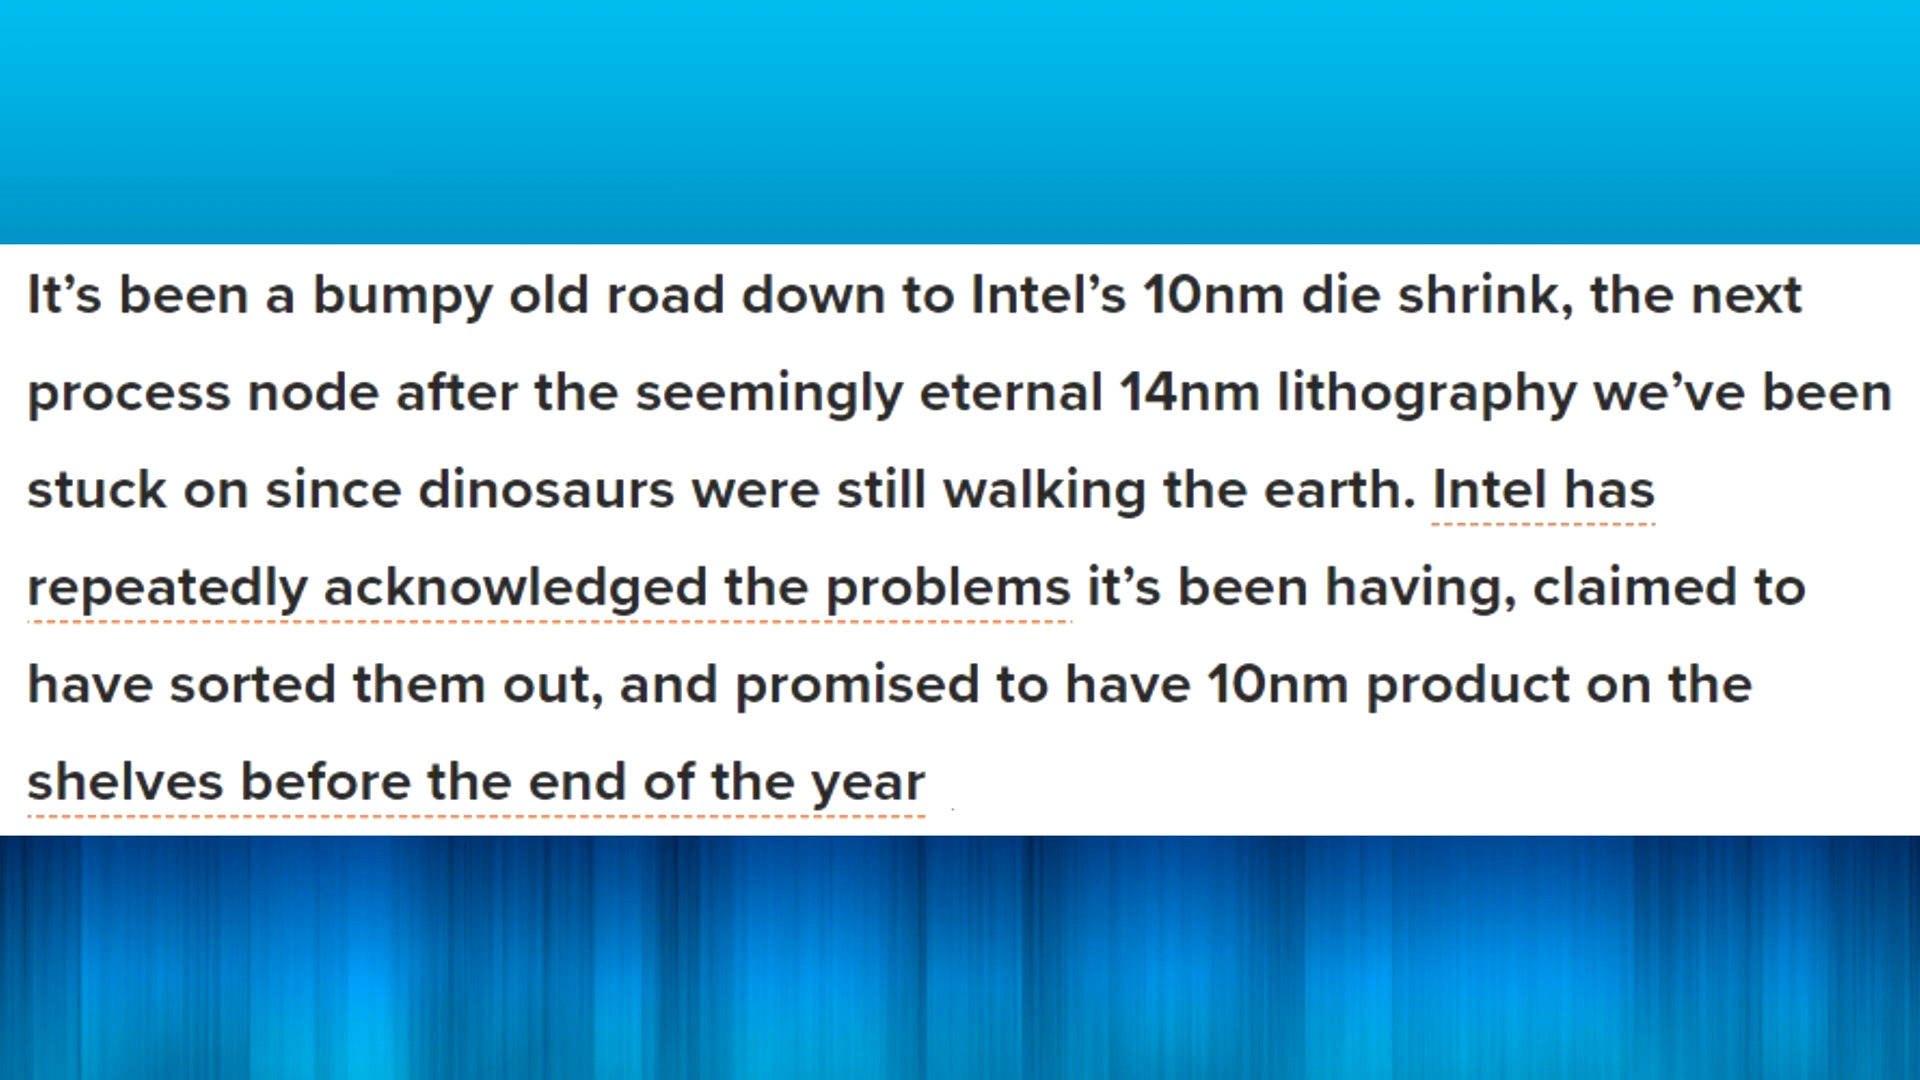 It’s been a bumpy old road down to Intel’s 10nm die shrink, the next
process node after the seemingly eternal 14nm lithography we’ve been
stuck on since dinosaurs were still walking the earth. Intel has
repeatedly acknowledged the problems it’s been having, claimed to
have sorted them out, and promised to have 10nm product on the
shelves before the end of the year